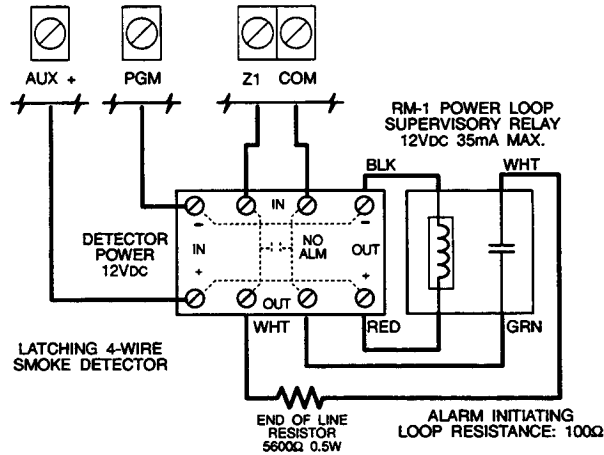 AUX +
PGM
Z1
COM
RM-1 POWER LOOP
SUPERVISORY RELAY
12VDC 35mA MAX.
BLK
WHT
IN
-
-
DETECTOR
POWER
12VDC
IN
NO
ALM
OUT
+
+
OUT
WHT
RED
GRN
LATCHING 4-WIRE
SMOKE DETECTOR
END OF LINE
RESISTOR
5600Ω 0.5W
ALARM INITIATING
LOOP RESISTANCE: 100Ω